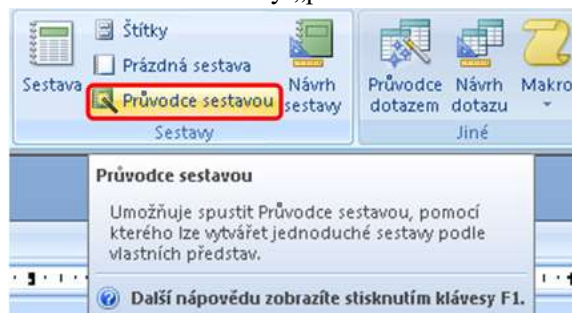 Štítky
Prázdná sestava
Sestava
Průvodce sestavou
Návrh
sestavy
Průvodce
dotazem
Návrh
dotazu
Makro
Sestavy
Jiné
Průvodce sestavou
Umožňuje spustit Průvodce sestavou, pomocí
kterého lze vytvářet jednoduché sestavy podle
vlastních představ.
Další nápovědu zobrazíte stisknutím klávesy F1.